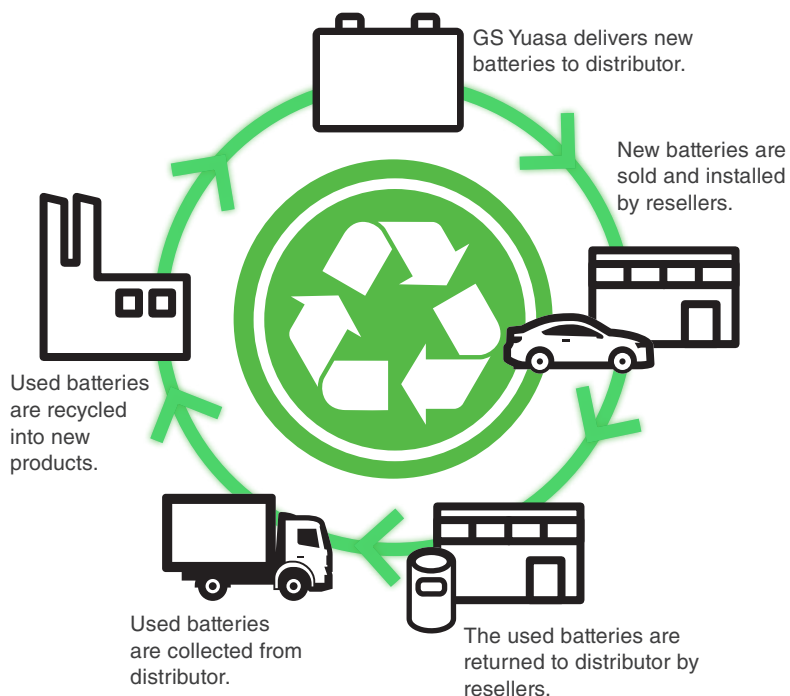 GS Yuasa delivers new
batteries to distributor.
New batteries are
sold and installed
by resellers.
The used batteries are
returned to distributor by
resellers.
Used batteries
are collected from
distributor.
Used batteries
are recycled
into new
products.